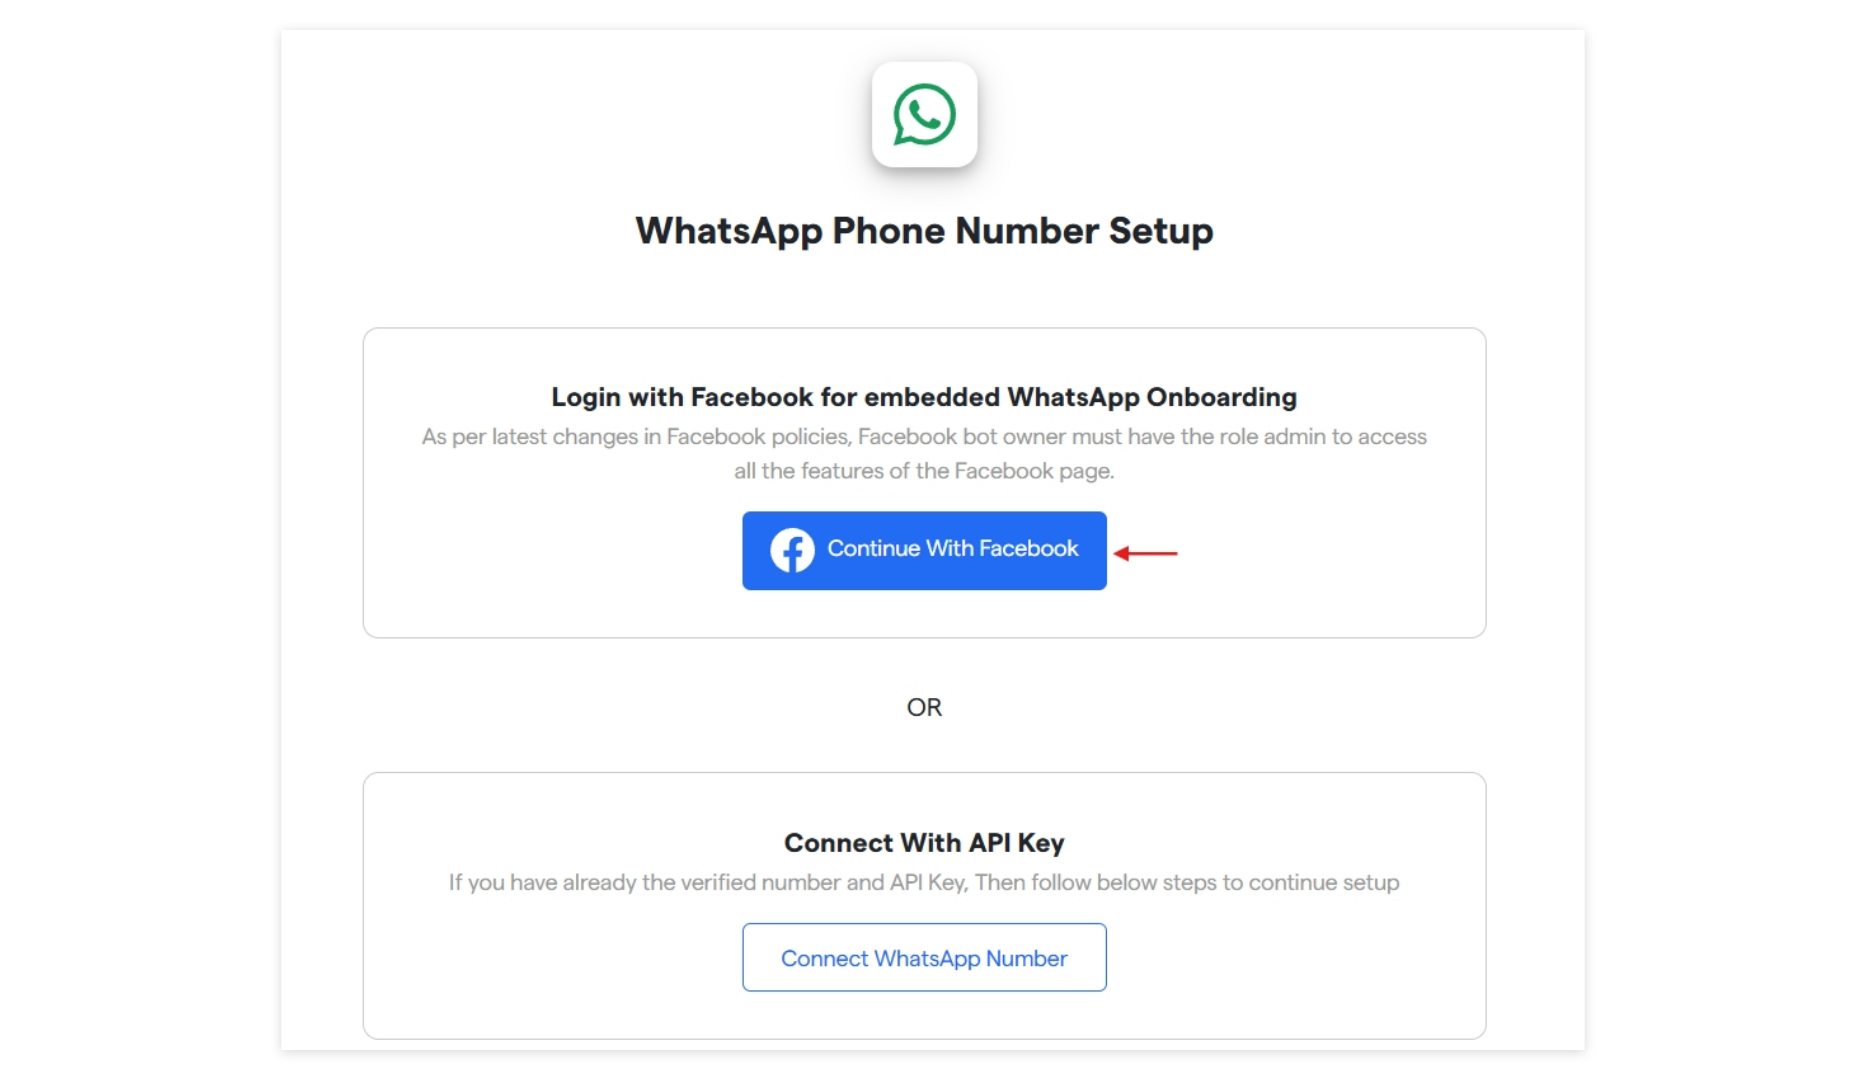 WhatsApp Phone Number Setup
Login with Facebook for embedded WhatsApp Onboarding
As per latest changes in Facebook policies, Facebook bot owner must have the role admin to access
all the features of the Facebook page.
Continue With Facebook
OR
Connect With API Key
If you have already the verified number and API Key, Then follow below steps to continue setup
Connect WhatsApp Number